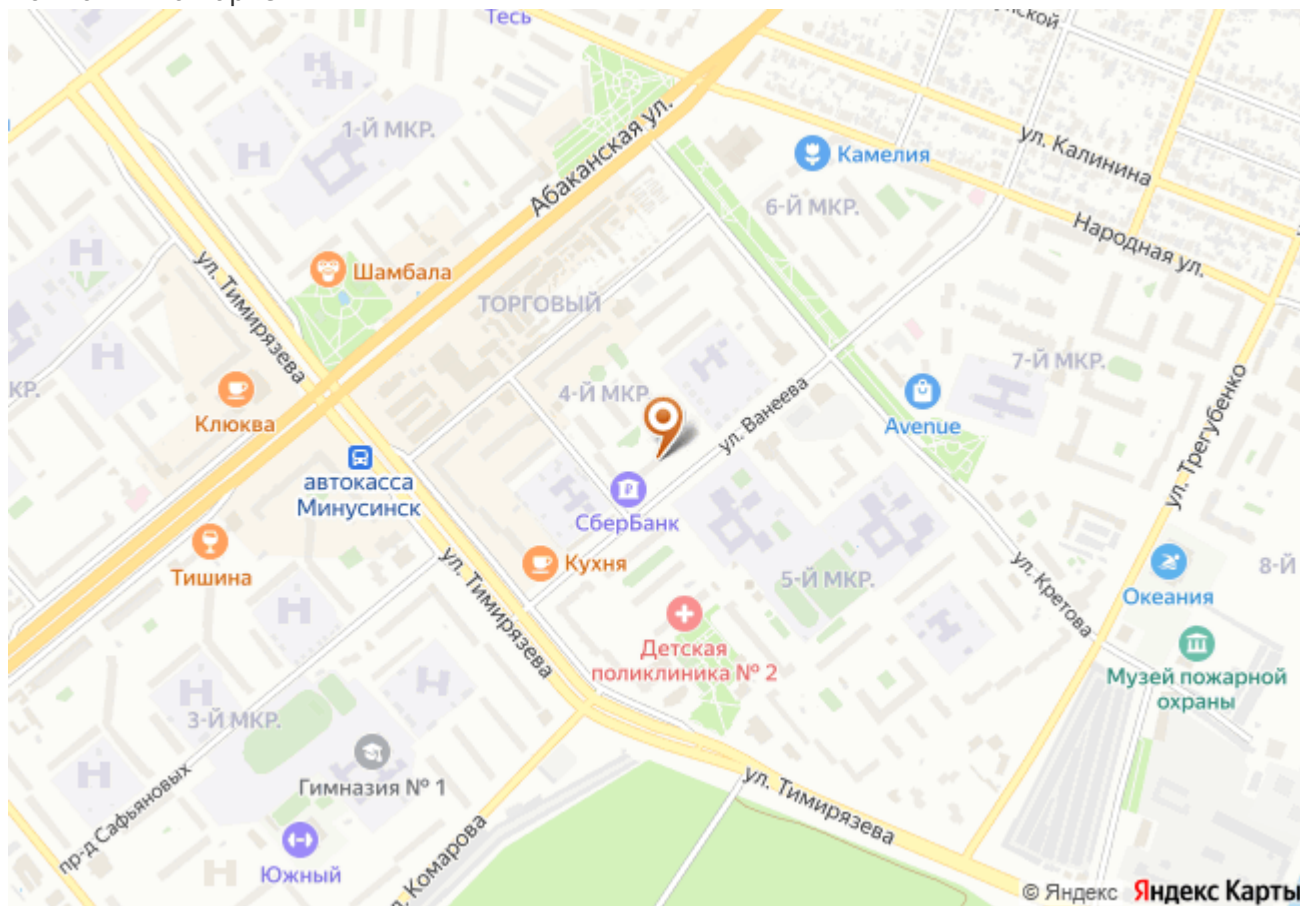 Тесь
1-Й МКР.
Абаканская ул.
ул. Калинина
Камелия
6-Й МКР.
Народная ул.
ул. Тимирязева
Шамбала
ТОРГОВЫЙ
7-Й МКР.
КР.
Клюква
4-Й МКР.
ул. Ванеева
Avenue
ул. Трегубенко
автокасса
Минусинск
СберБанк
Тишина
ул. Тимирязева
Кухня
5-Й МКР.
ул. Кретова
Океания
8-Й
Детская
поликлиника № 2
Музей пожарной
охраны
3-Й МКР.
Гимназия № 1
пр-д Сафьяновых
ул. Тимирязева
Южный
Комарова
© Яндекс Яндекс Карты